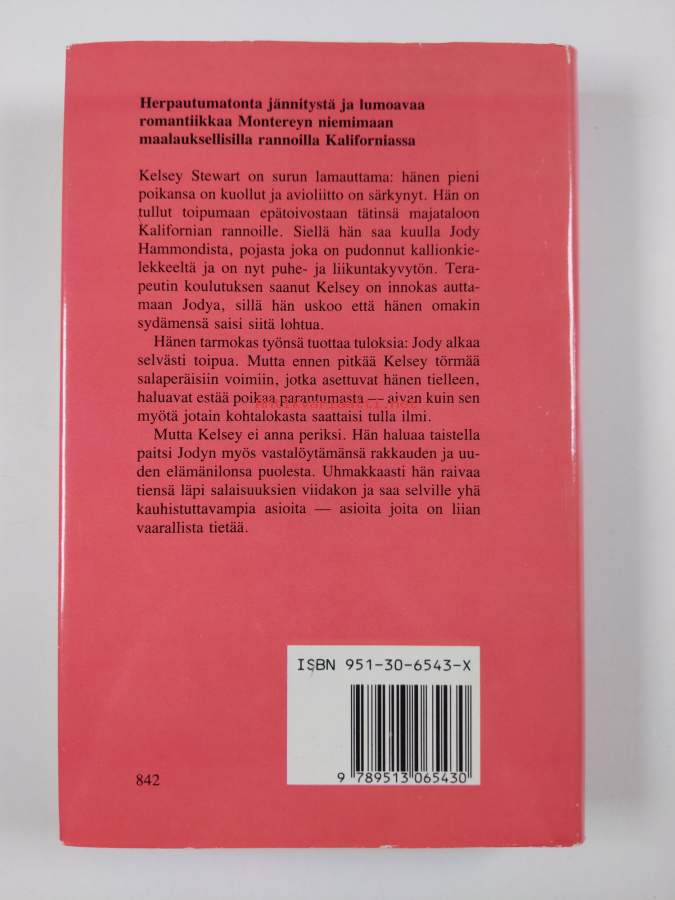 Herpautumatonta jännitystä ja lumoavaa
romantiikkaa Montereyn niemimaan
maalauksellisilla rannoilla Kaliforniassa
Kelsey Stewart on surun lamauttama: hänen pieni
poikansa on kuollut ja avioliitto on särkynyt. Hän on
tullut toipumaan epätoivostaan tätinsä majataloon
Kalifornian rannoille. Siellä hän saa kuulla Jody
Hammondista, pojasta joka on pudonnut kallionkie-
lekkeeltä ja on nyt puhe- ja liikuntakyvytön. Tera-
peutin koulutuksen saanut Kelsey on innokas autta-
maan Jodya, sillä hän uskoo että hänen omakin
sydämensä saisi siitä lohtua.
Hänen tarmokas työnsä tuottaa tuloksia: Jody alkaa
selvästi toipua. Mutta ennen pitkää Kelsey törmää
salaperäisiin voimiin, jotka asettuvat hänen tielleen,
haluavat estää poikaa parantumasta — aivan kuin sen
myötä jotain kohtalokasta saattaisi tulla ilmi.
Mutta Kelsey ei anna periksi. Hän haluaa taistella
paitsi Jodyn myös vastalöytämänsä rakkauden ja uu-
den elämänilonsa puolesta. Uhmakkaasti hän raivaa
tiensä läpi salaisuuksien viidakon ja saa selville yhä
kauhistuttavampia asioita — asioita joita on liian
vaarallista tietää.
ISBN 951-30-6543-X
9 789513 065430
842